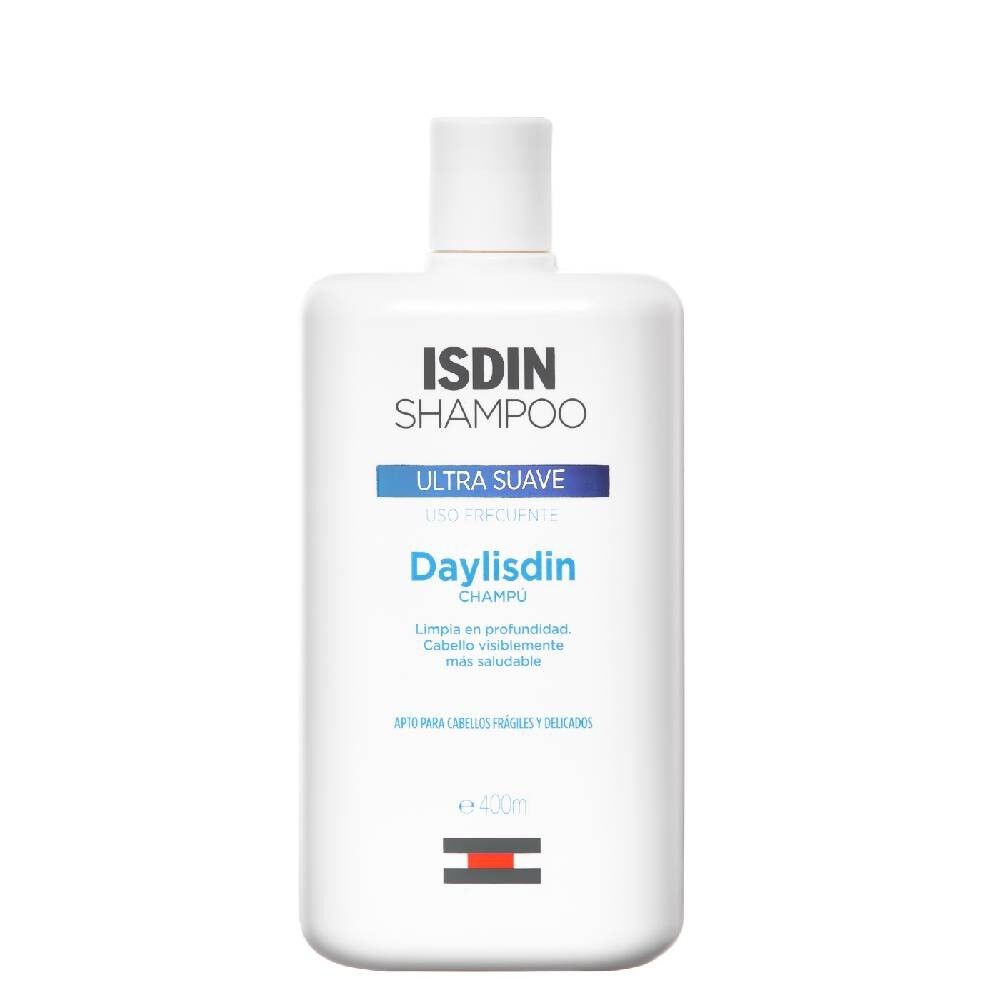 ISDIN
SHAMPOO
ULTRA SUAVE
USO FRECUENTE
Daylisdin
CHAMPÚ
Limpia en profundidad.
Cabello visiblemente
más saludable
APTO PARA CABELLOS FRÁGILES Y DELICADOS
℮ 400m